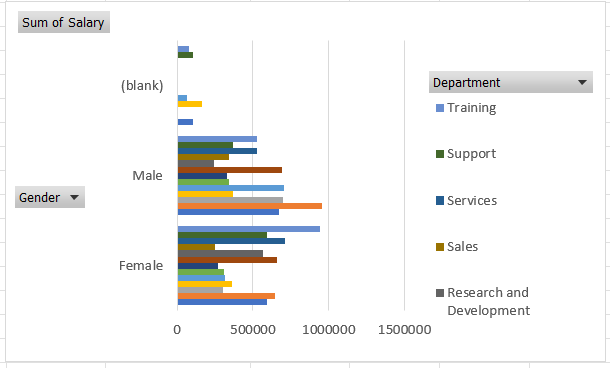 Sum of Salary
Department
(blank)
Male
Female
Gender
0
500000
1000000
1500000
Training
Support
Services
Sales
Research and
Development